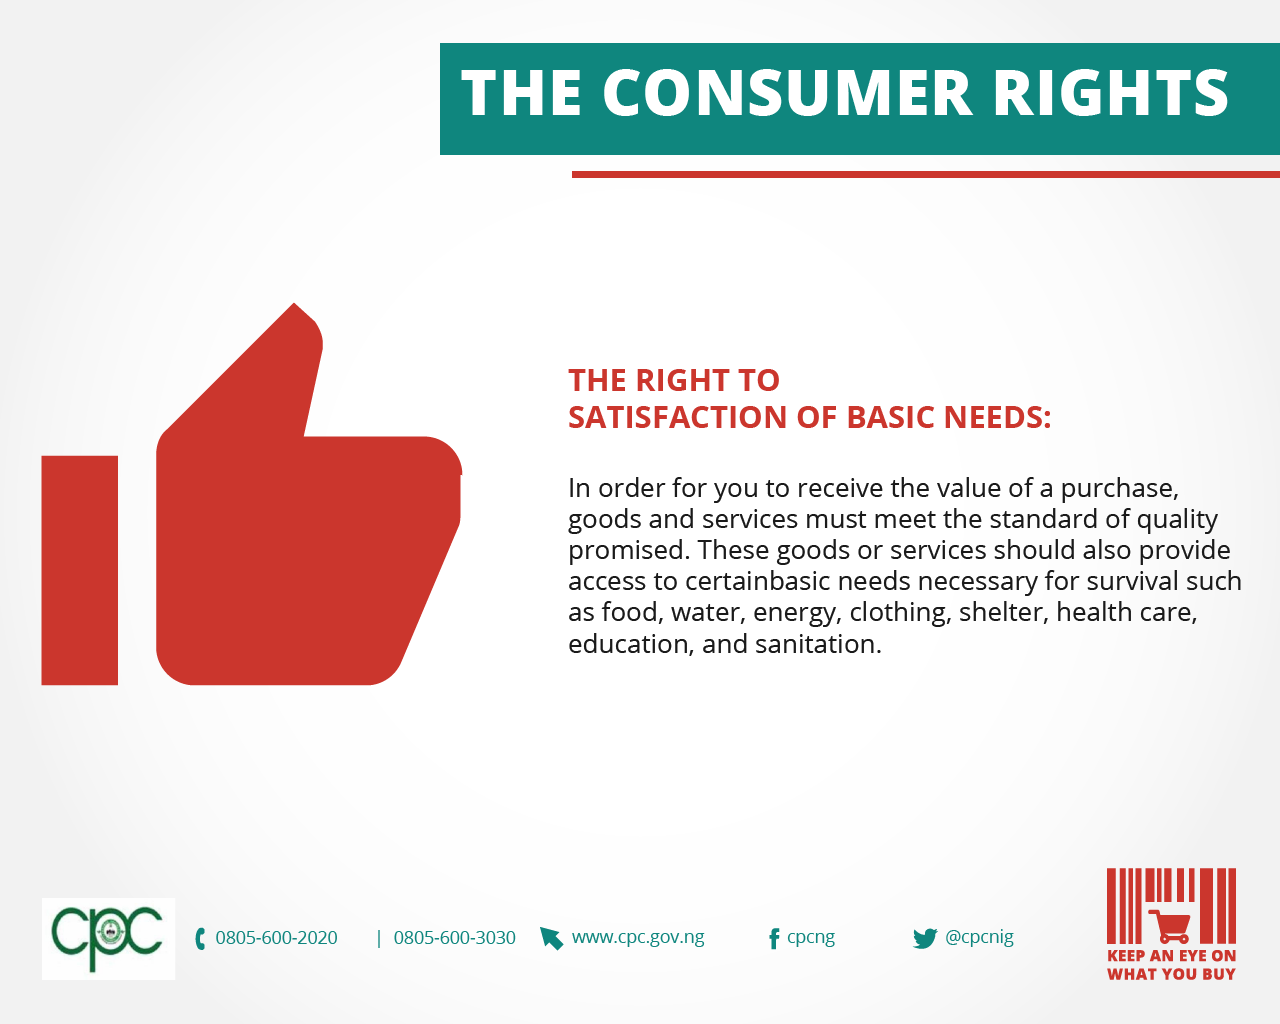 THE CONSUMER RIGHTS
THE RIGHT TO
SATISFACTION OF BASIC NEEDS:
In order for you to receive the value of a purchase,
goods and services must meet the standard of quality
promised. These goods or services should also provide
access to certainbasic needs necessary for survival such
as food, water, energy, clothing, shelter, health care,
education, and sanitation.
cpc
0805-600-2020 | 0805-600-3030 www.cpc.gov.ng cpcng @cpcnig
KEEP AN EYE ON
WHAT YOU BUY